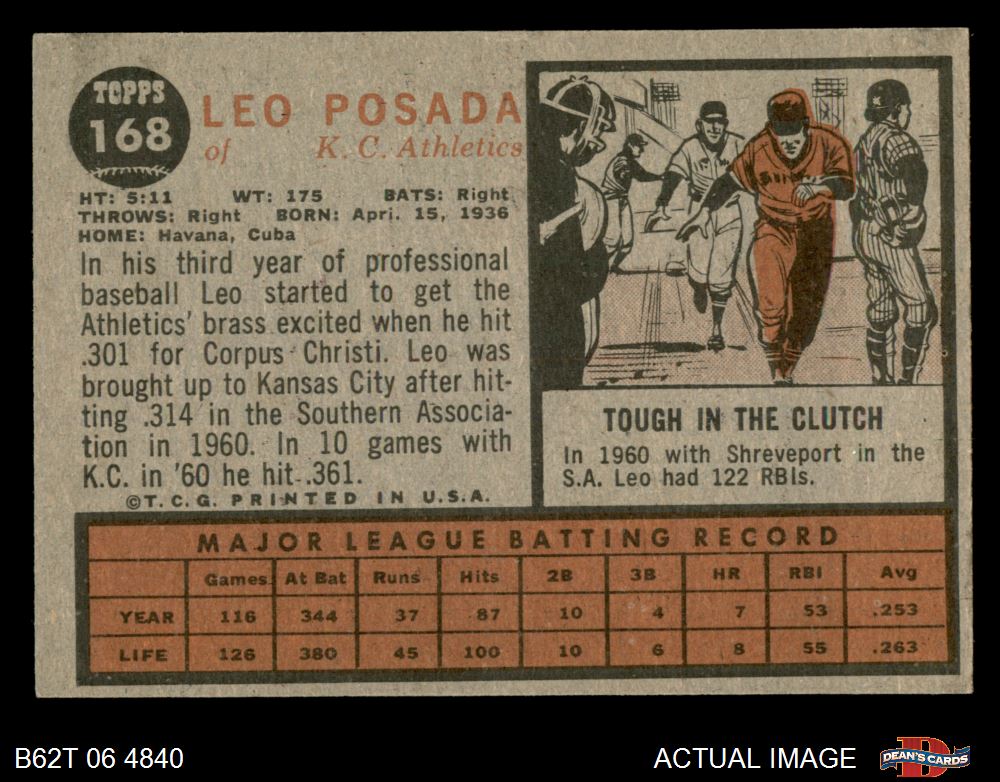 TOPPS
168
LEO POSADA
of K. C. Athletics
HT: 5:11 WT: 175 BATS: Right
THROWS: Right BORN: Apri. 15, 1936
HOME: Havana, Cuba
In his third year of professional
baseball Leo started to get the
Athletics' brass excited when he hit
.301 for Corpus Christi. Leo was
brought up to Kansas City after hit-
ting .314 in the Southern Associa-
tion in 1960. In 10 games with
K.C. in '60 he hit .361.
©T.C.G. PRINTED IN U.S.A.
TOUGH IN THE CLUTCH
In 1960 with Shreveport in the
S.A. Leo had 122 RBIs.
MAJOR LEAGUE BATTING RECORD
Games At Bat Runs Hits 2B 3B HR RBI Avg
YEAR 116 344 37 87 10 4 7 53 .253
LIFE 126 380 45 100 10 6 8 55 .263
B62T 06 4840 ACTUAL IMAGE DEAN'S CARDS